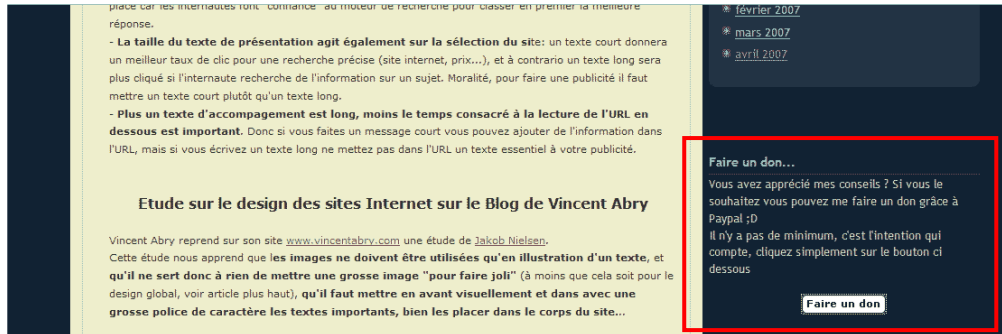 place car les internautes font "confiance" au moteur de recherche pour classer en premier la meilleure
réponse.
- La taille du texte de présentation agit également sur la sélection du site: un texte court donnera
un meilleur taux de clic pour une recherche précise (site internet, prix...), et à contrario un texte long sera
plus cliqué si l'internaute recherche de l'information sur un sujet. Moralité, pour faire une publicité il faut
mettre un texte court plutôt qu'un texte long.
- Plus un texte d'accompagnement est long, moins le temps consacré à la lecture de l'URL en
dessous est important. Donc si vous faites un message court vous pouvez ajouter de l'information dans
l'URL, mais si vous écrivez un texte long ne mettez pas dans l'URL un texte essentiel à votre publicité.
Etude sur le design des sites Internet sur le Blog de Vincent Abry
Vincent Abry reprend sur son site www.vincentabry.com une étude de Jakob Nielsen.
Cette étude nous apprend que les images ne doivent être utilisées qu'en illustration d'un texte, et
qu'il ne sert donc à rien de mettre une grosse image "pour faire joli" (à moins que cela soit pour le
design global, voir article plus haut), qu'il faut mettre en avant visuellement et dans avec une
grosse police de caractère les textes importants, bien les placer dans le corps du site...
février 2007
mars 2007
avril 2007
Faire un don...
Vous avez apprécié mes conseils ? Si vous le
souhaitez vous pouvez me faire un don grâce à
Paypal ;D
Il n'y a pas de minimum, c'est l'intention qui
compte, cliquez simplement sur le bouton ci
dessous
Faire un don